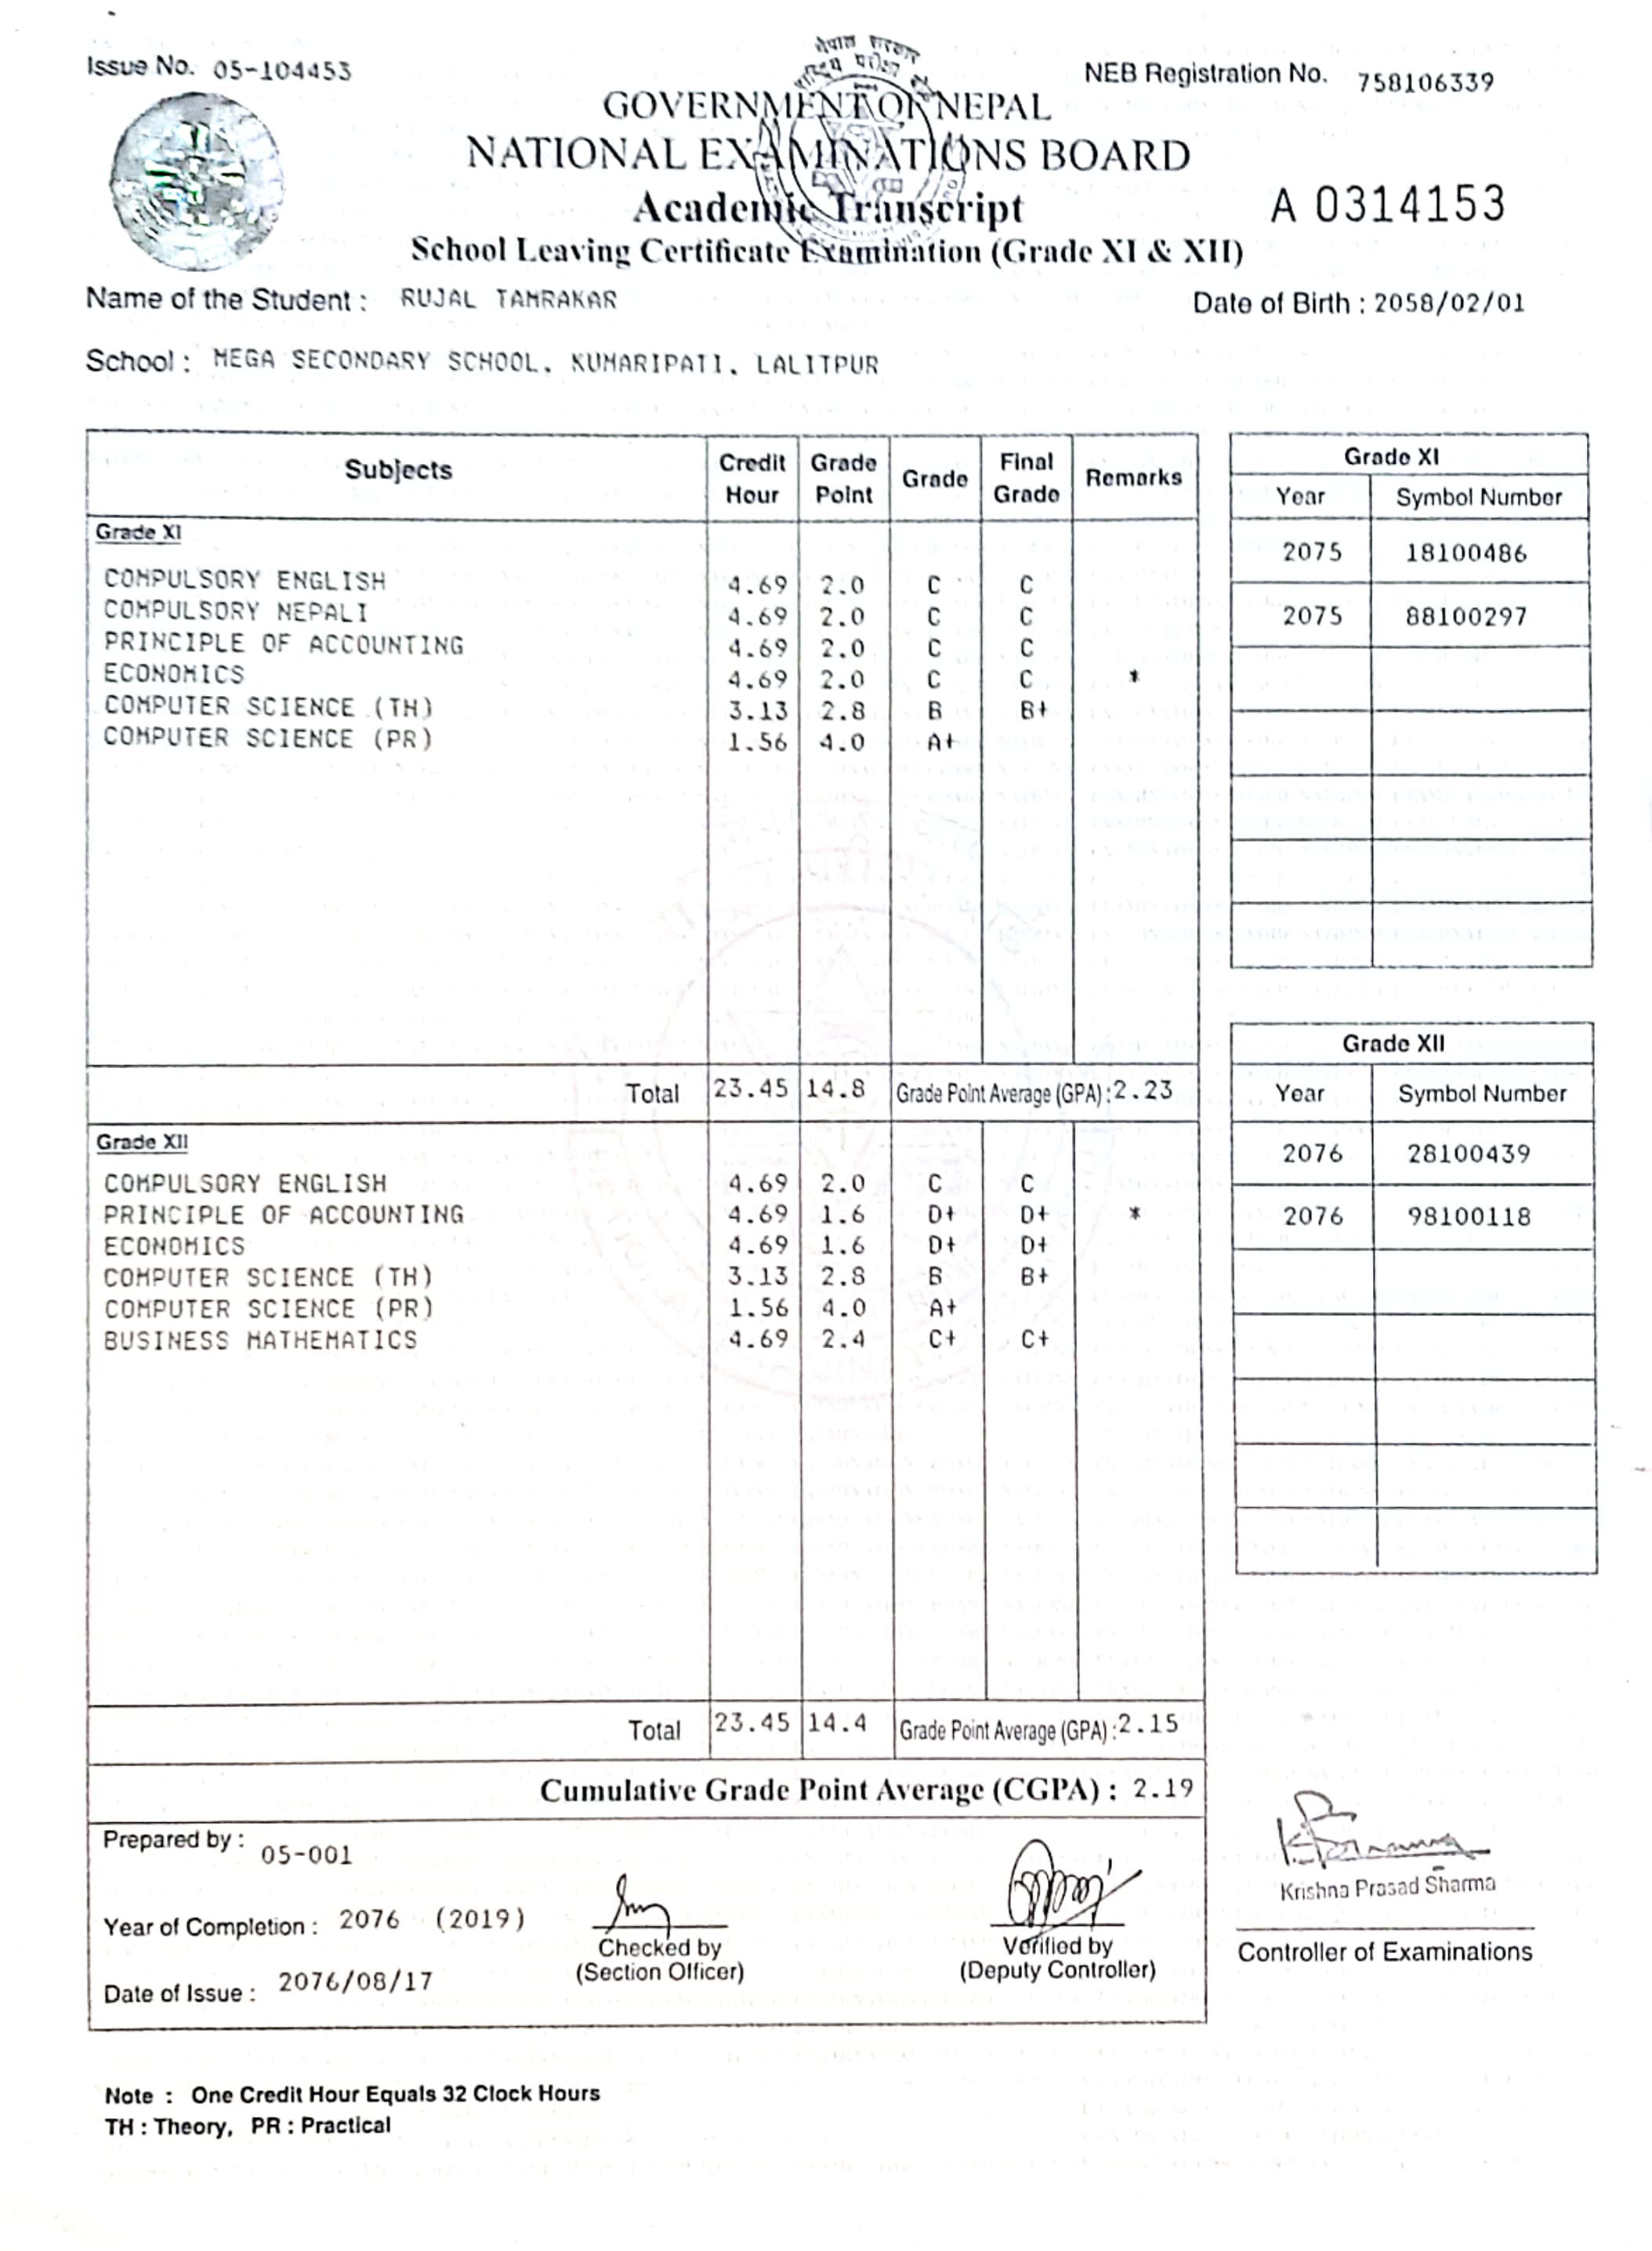 Issue No. 05-104453
NEB Registration No. 758106339
नेपाल सरकार
राष्ट्रिय परीक्षा बोर्ड
GOVERNMENT OF NEPAL
NATIONAL EXAMINATIONS BOARD
Academic Transcript
A 0314153
School Leaving Certificate Examination (Grade XI & XII)
Name of the Student : RUJAL TAMRAKAR
Date of Birth : 2058/02/01
School : MEGA SECONDARY SCHOOL, KUMARIPATI, LALITPUR
Subjects Credit Hour Grade Point Grade Final Grade Remarks
Grade XI
COMPULSORY ENGLISH 4.69 2.0 C C
COMPULSORY NEPALI 4.69 2.0 C C
PRINCIPLE OF ACCOUNTING 4.69 2.0 C C
ECONOMICS 4.69 2.0 C C *
COMPUTER SCIENCE (TH) 3.13 2.8 B B+
COMPUTER SCIENCE (PR) 1.56 4.0 A+
Total 23.45 14.8 Grade Point Average (GPA) : 2.23
Grade XII
COMPULSORY ENGLISH 4.69 2.0 C C
PRINCIPLE OF ACCOUNTING 4.69 1.6 D+ D+ *
ECONOMICS 4.69 1.6 D+ D+
COMPUTER SCIENCE (TH) 3.13 2.8 B B+
COMPUTER SCIENCE (PR) 1.56 4.0 A+
BUSINESS MATHEMATICS 4.69 2.4 C+ C+
Total 23.45 14.4 Grade Point Average (GPA) : 2.15
Cumulative Grade Point Average (CGPA) : 2.19
Grade XI
Year Symbol Number
2075 18100486
2075 88100297
Grade XII
Year Symbol Number
2076 28100439
2076 98100118
Prepared by : 05-001
Year of Completion : 2076 (2019)
Date of Issue : 2076/08/17
Checked by
(Section Officer)
Verified by
(Deputy Controller)
Krishna Prasad Sharma
Controller of Examinations
Note : One Credit Hour Equals 32 Clock Hours
TH : Theory, PR : Practical